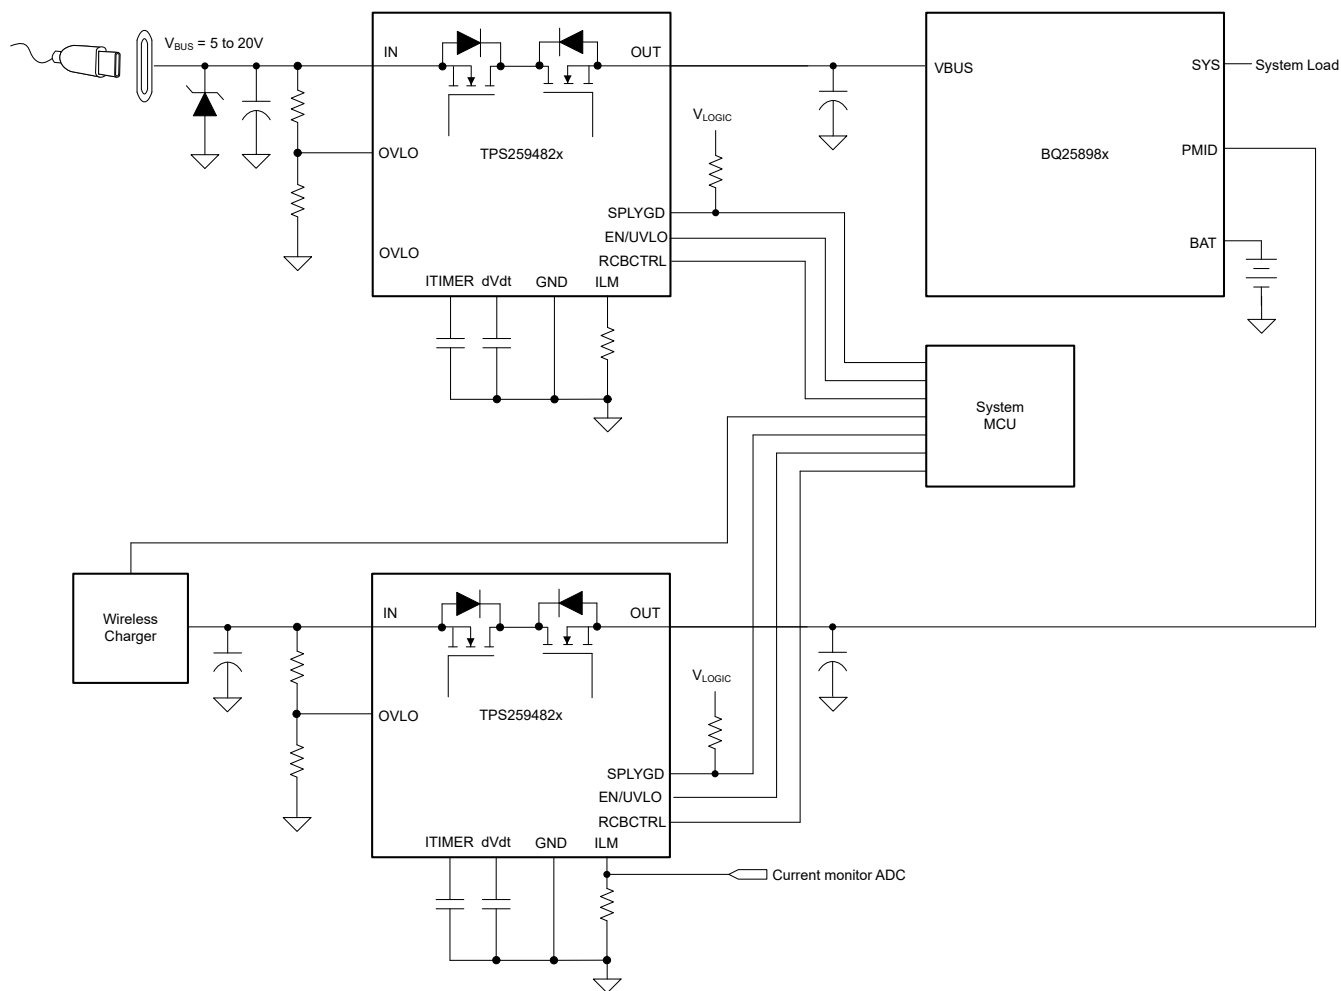 VBUS = 5 to 20V
IN
OUT
OVLO
TPS259482x
VLOGIC
SPLYGD
EN/UVLO
RCBCTRL
OVLO
ITIMER
dVdt
GND
ILM
VBUS
SYS
System Load
BQ25898x
PMID
BAT
System
MCU
Wireless
Charger
IN
OUT
OVLO
TPS259482x
VLOGIC
SPLYGD
EN/UVLO
RCBCTRL
ITIMER
dVdt
GND
ILM
Current monitor ADC